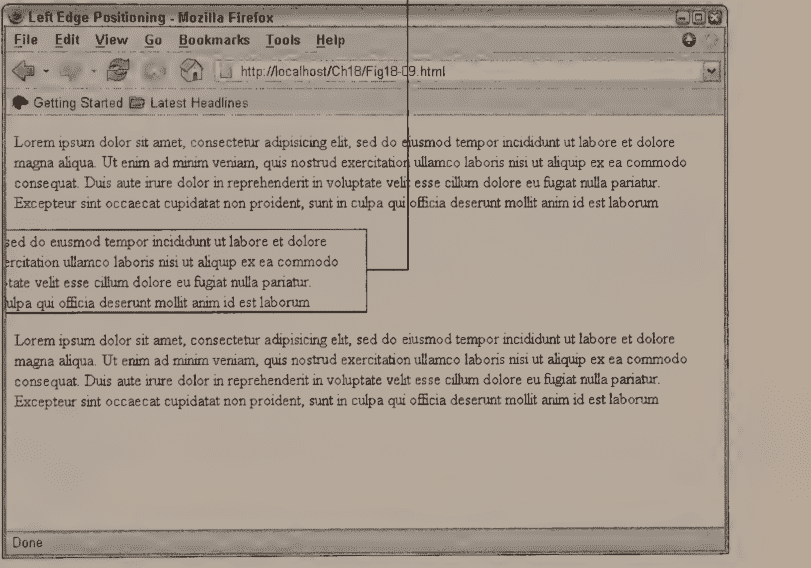 Left Edge Positioning - Mozilla Firefox
File Edit View Go Bookmarks Tools Help
http://localhost/Ch18/Fig18-09.html
Getting Started Latest Headlines
Lorem ipsum dolor sit amet, consectetur adipisicing elit, sed do eiusmod tempor incididunt ut labore et dolore
magna aliqua. Ut enim ad minim veniam, quis nostrud exercitation ullamco laboris nisi ut aliquip ex ea commodo
consequat. Duis aute irure dolor in reprehenderit in voluptate velit esse cillum dolore eu fugiat nulla pariatur.
Excepteur sint occaecat cupidatat non proident, sunt in culpa qui officia deserunt mollit anim id est laborum
sed do eiusmod tempor incididunt ut labore et dolore
ercitation ullamco laboris nisi ut aliquip ex ea commodo
tate velit esse cillum dolore eu fugiat nulla pariatur.
ulpa qui officia deserunt mollit anim id est laborum
Lorem ipsum dolor sit amet, consectetur adipisicing elit, sed do eiusmod tempor incididunt ut labore et dolore
magna aliqua. Ut enim ad minim veniam, quis nostrud exercitation ullamco laboris nisi ut aliquip ex ea commodo
consequat. Duis aute irure dolor in reprehenderit in voluptate velit esse cillum dolore eu fugiat nulla pariatur.
Excepteur sint occaecat cupidatat non proident, sunt in culpa qui officia deserunt mollit anim id est laborum
Done